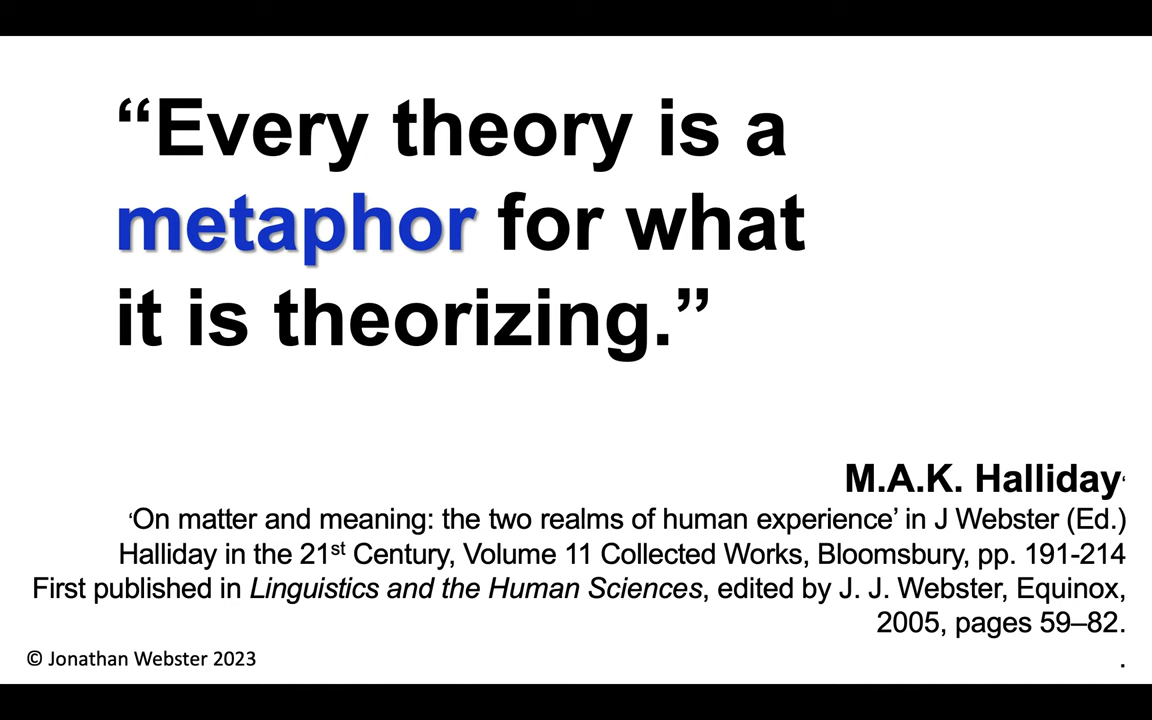 “Every theory is a
metaphor for what
it is theorizing.”
M.A.K. Halliday‘
‘On matter and meaning: the two realms of human experience’ in J Webster (Ed.)
Halliday in the 21st Century, Volume 11 Collected Works, Bloomsbury, pp. 191-214
First published in Linguistics and the Human Sciences, edited by J. J. Webster, Equinox,
2005, pages 59–82.
.
© Jonathan Webster 2023